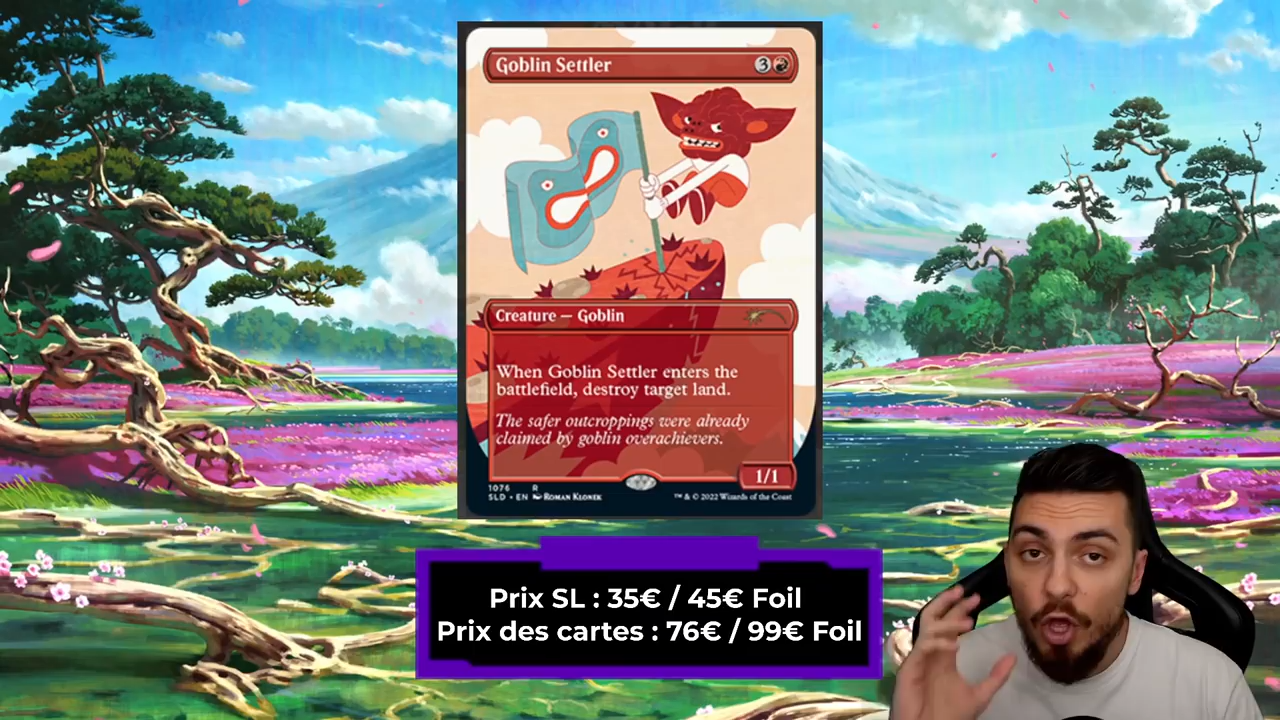 Goblin Settler
3
Creature — Goblin
When Goblin Settler enters the
battlefield, destroy target land.
The safer outcroppings were already
claimed by goblin overachievers.
1/1
1076 R
SLD • EN Roman Klonek
™ & © 2022 Wizards of the Coast
Prix SL : 35€ / 45€ Foil
Prix des cartes : 76€ / 99€ Foil